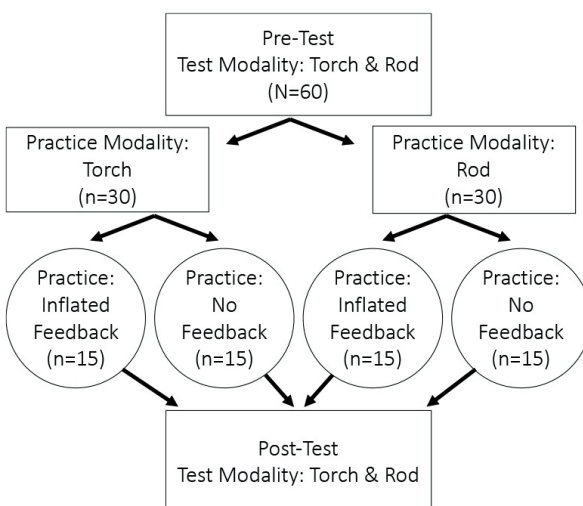 Pre-Test
Test Modality: Torch & Rod
(N=60)
Practice Modality:
Torch
(n=30)
Practice Modality:
Rod
(n=30)
Practice:
Inflated
Feedback
(n=15)
Practice:
No
Feedback
(n=15)
Practice:
Inflated
Feedback
(n=15)
Practice:
No
Feedback
(n=15)
Post-Test
Test Modality: Torch & Rod